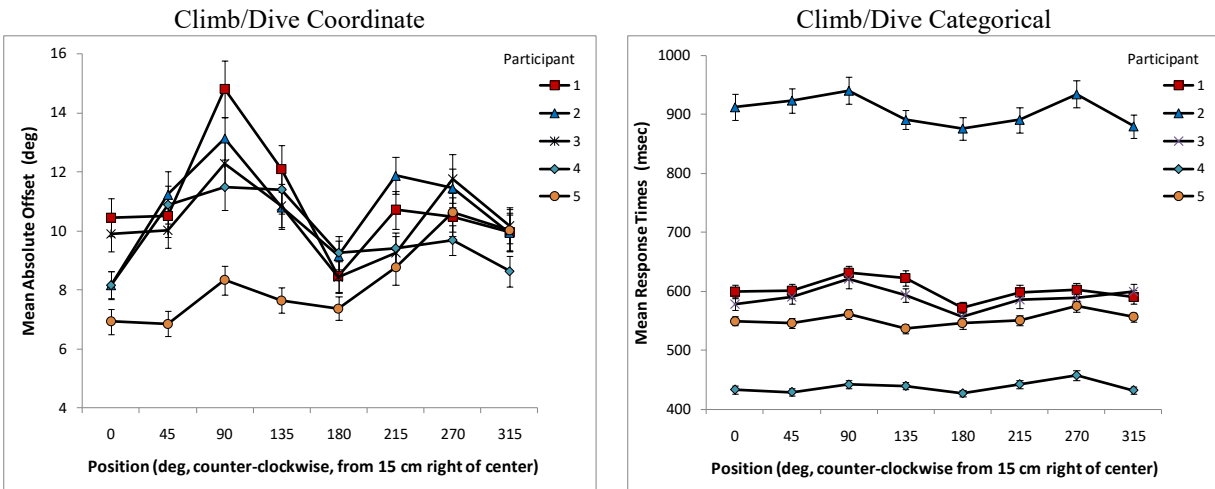 Climb/Dive Coordinate
Mean Absolute Offset (deg)
16
14
12
10
8
6
4
0 45 90 135 180 215 270 315
Position (deg, counter-clockwise, from 15 cm right of center)
Participant
1
2
3
4
5
Climb/Dive Categorical
Mean Response Times (msec)
1000
900
800
700
600
500
400
0 45 90 135 180 215 270 315
Position (deg, counter-clockwise from 15 cm right of center)
Participant
1
2
3
4
5